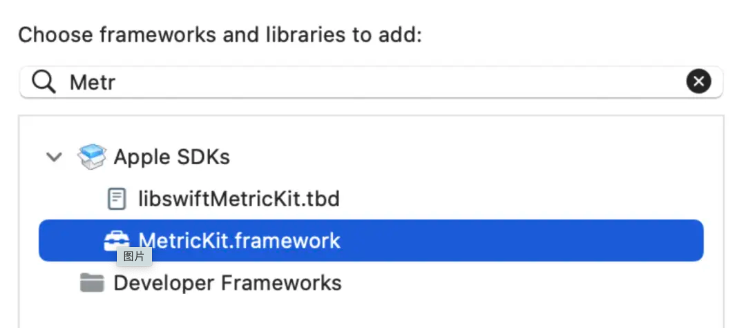 Choose frameworks and libraries to add:
Metr
Apple SDKs
libswiftMetricKit.tbd
MetricKit.framework
图片
Developer Frameworks